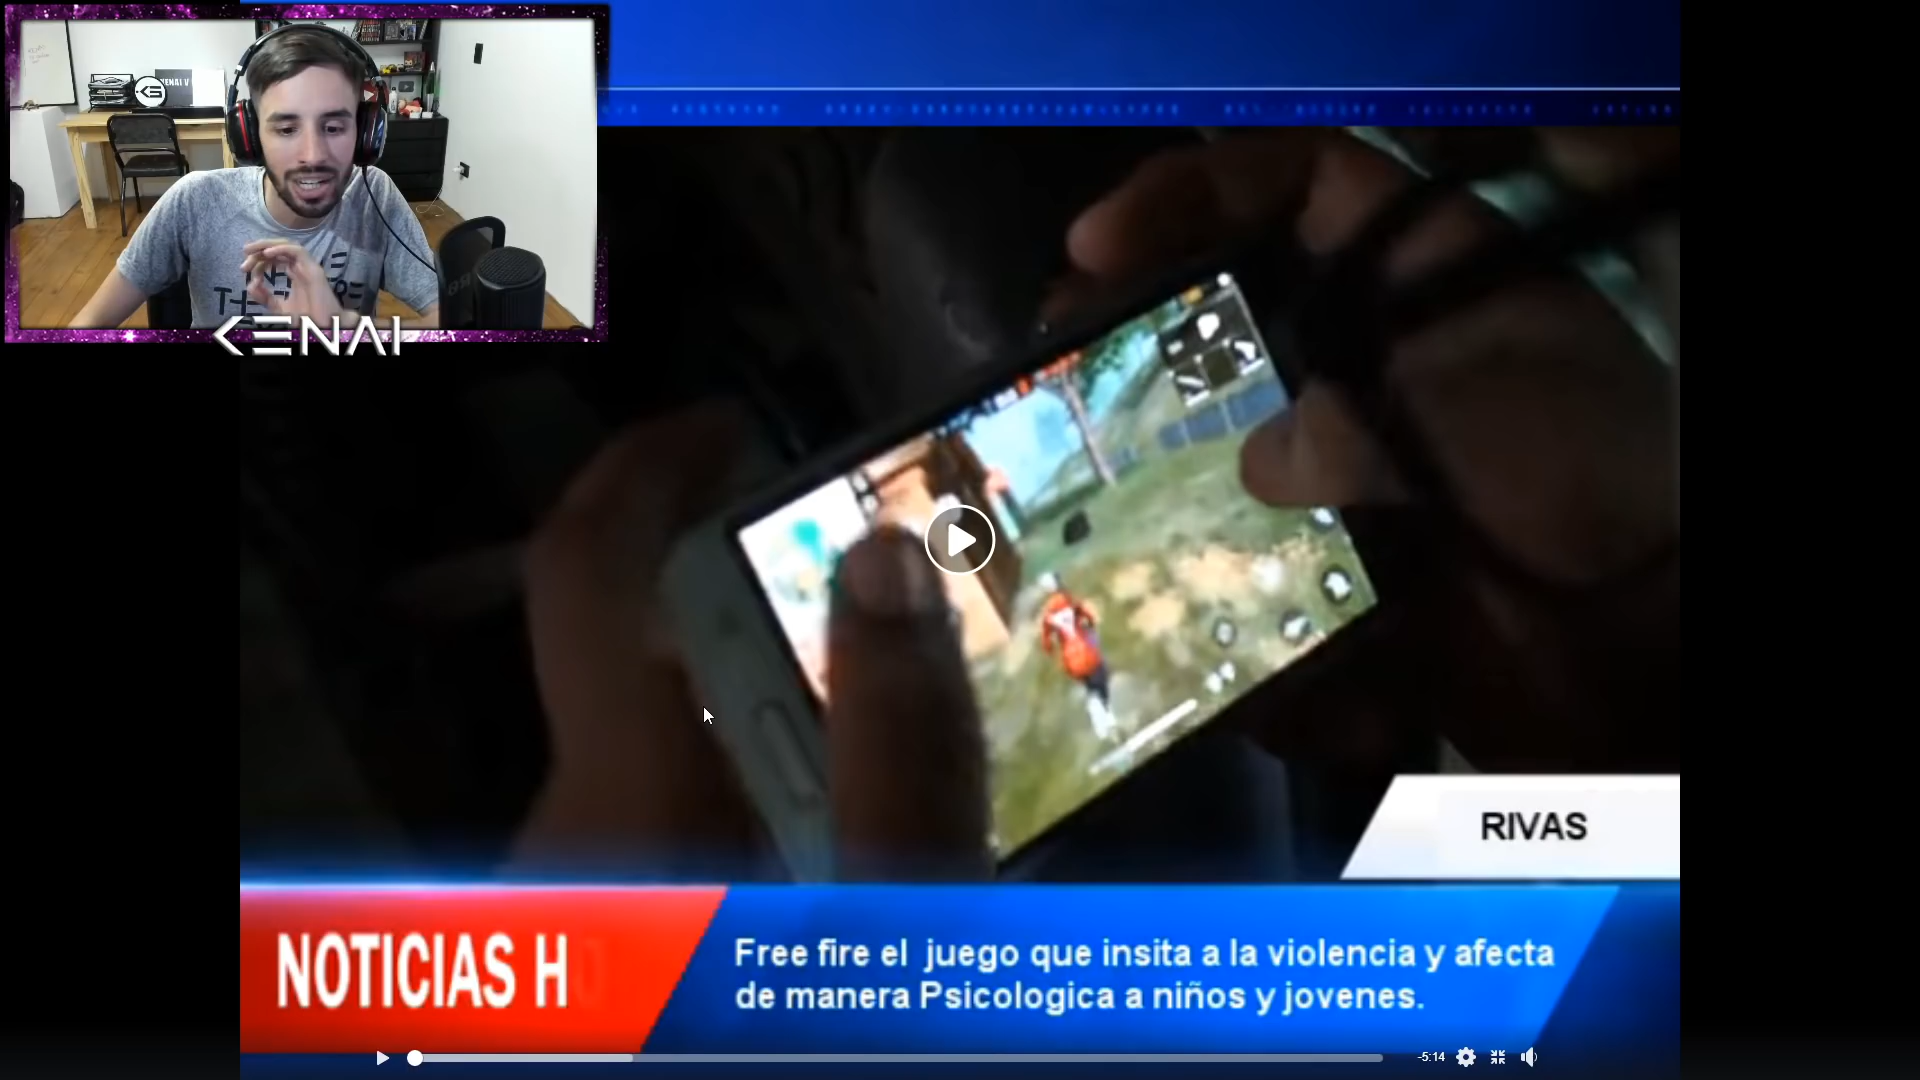 KENAI
RIVAS
NOTICIAS H
Free fire el juego que insita a la violencia y afecta
de manera Psicologica a niños y jovenes.
-5:14